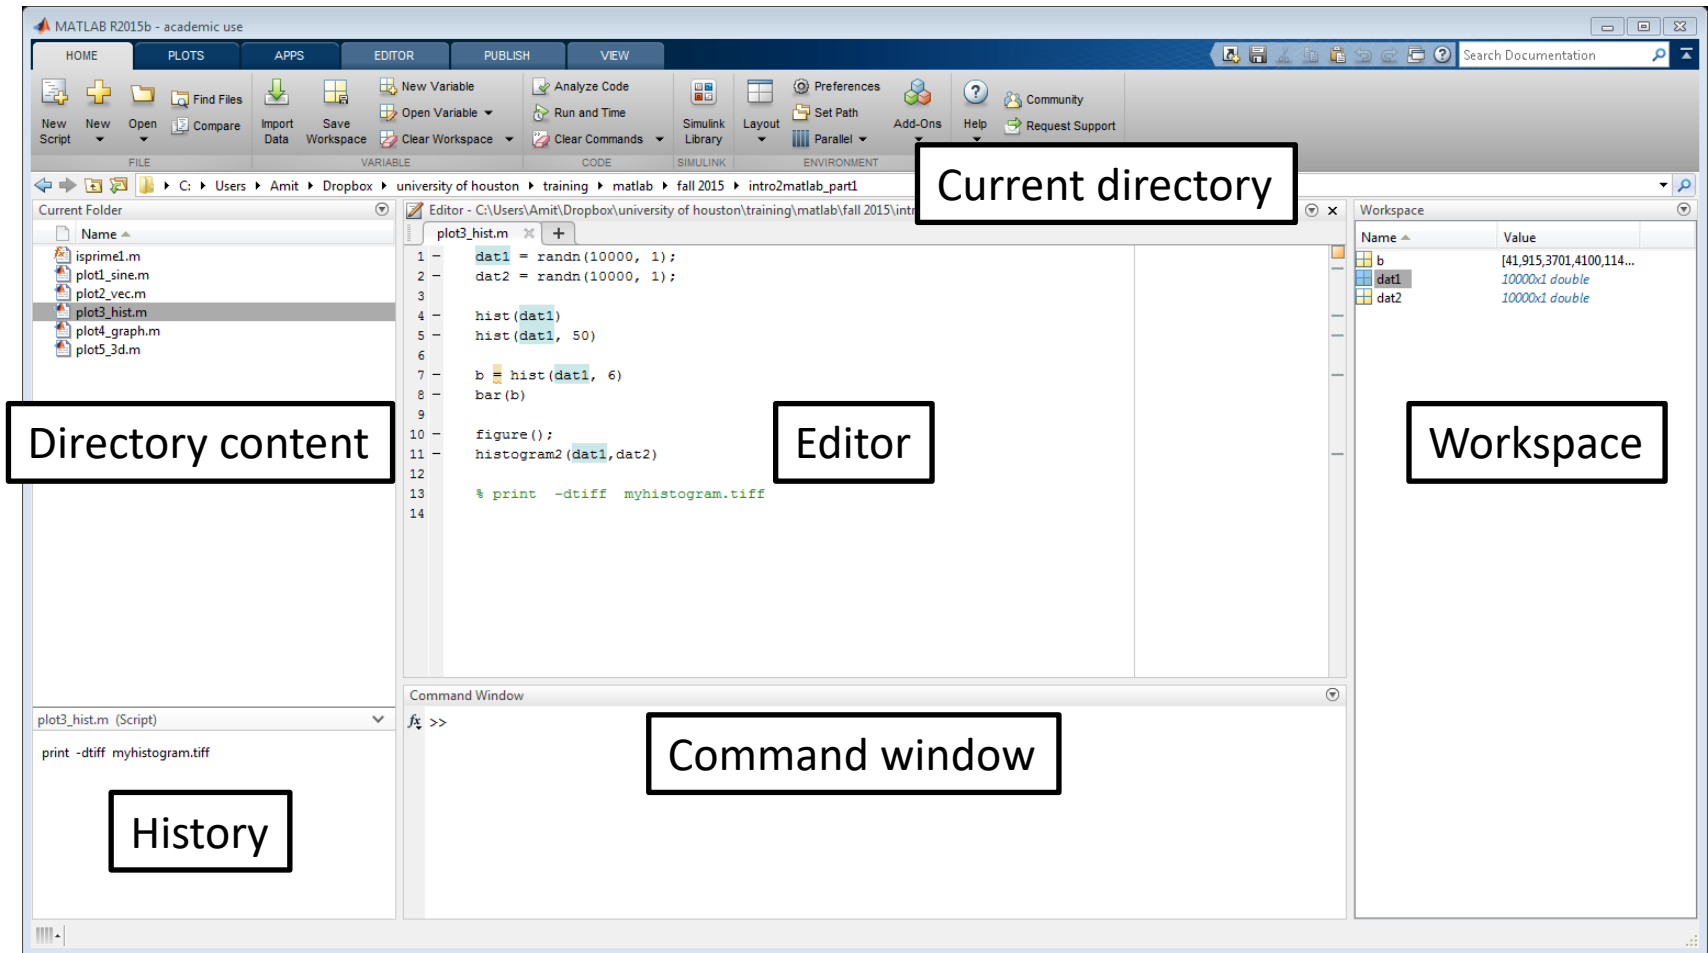 MATLAB R2015b - academic use
HOME PLOTS APPS EDITOR PUBLISH VIEW
Search Documentation
New Script
New
Open
Find Files
Compare
Import Data
Save Workspace
New Variable
Open Variable
Clear Workspace
Analyze Code
Run and Time
Clear Commands
Simulink Library
Layout
Preferences
Set Path
Parallel
Add-Ons
Help
Community
Request Support
FILE VARIABLE CODE SIMULINK ENVIRONMENT
Current directory
C: Users Amit Dropbox university of houston training matlab fall 2015 intro2matlab_part1
Current Folder
Name
isprime1.m
plot1_sine.m
plot2_vec.m
plot3_hist.m
plot4_graph.m
plot5_3d.m
Directory content
plot3_hist.m (Script)
print -dtiff myhistogram.tiff
History
Editor - C:\Users\Amit\Dropbox\university of houston\training\matlab\fall 2015\intr
plot3_hist.m +
1 – dat1 = randn(10000, 1);
2 – dat2 = randn(10000, 1);
3
4 – hist(dat1)
5 – hist(dat1, 50)
6
7 – b = hist(dat1, 6)
8 – bar(b)
9
10 – figure();
11 – histogram2(dat1,dat2)
12
13 % print -dtiff myhistogram.tiff
14
Editor
Command Window
fx >>
Command window
Workspace
Name Value
b [41,915,3701,4100,114...
dat1 10000x1 double
dat2 10000x1 double
Workspace